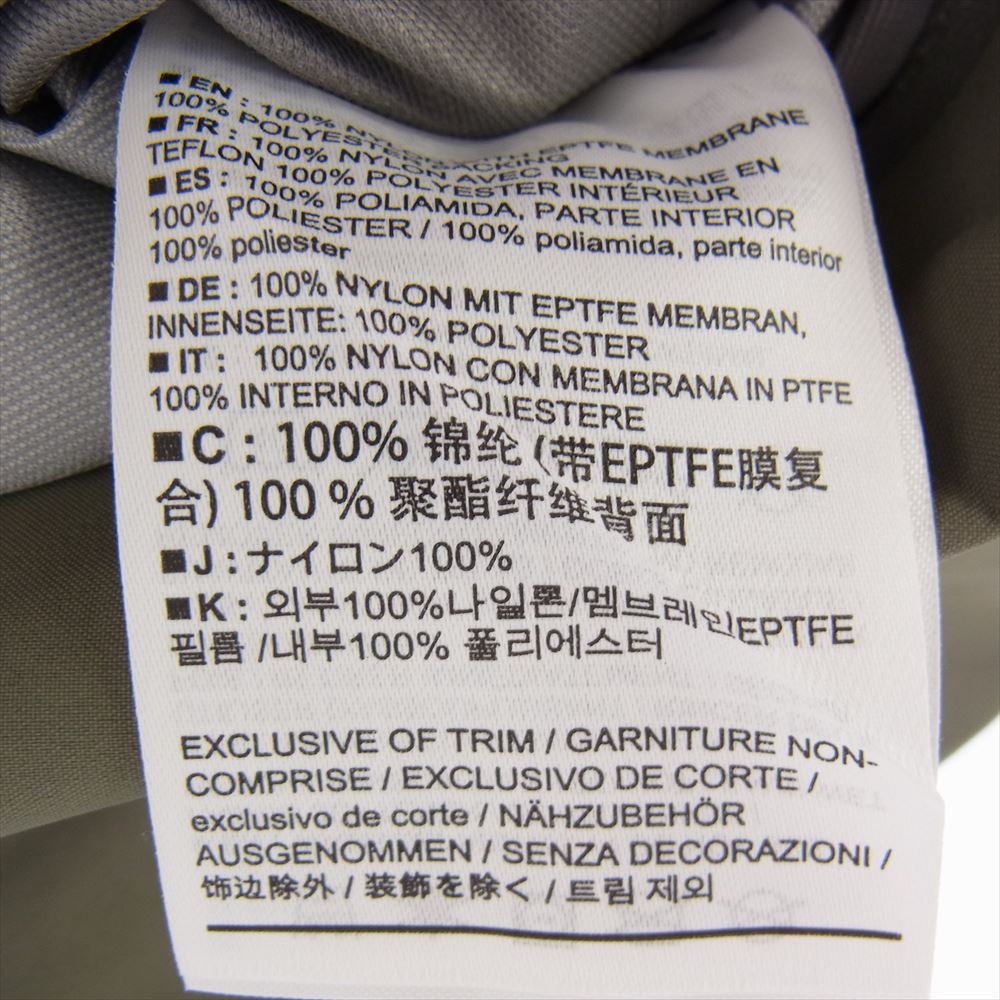 ■ EN : 100% NYLON WITH EPTFE MEMBRANE
100% POLYESTER BACKING
■ FR : 100% NYLON AVEC MEMBRANE EN
TEFLON 100% POLYESTER INTÉRIEUR
■ ES : 100% POLIAMIDA, PARTE INTERIOR
100% POLIESTER / 100% poliamida, parte interior
100% poliester
■ DE : 100% NYLON MIT EPTFE MEMBRAN,
INNENSEITE: 100% POLYESTER
■ IT : 100% NYLON CON MEMBRANA IN PTFE
100% INTERNO IN POLIESTERE
■ C : 100% 锦纶 (带EPTFE膜复
合) 100 % 聚酯纤维背面
■ J : ナイロン100%
■ K : 외부100%나일론/멤브레인EPTFE
필름 /내부100% 폴리에스터
EXCLUSIVE OF TRIM / GARNITURE NON-
COMPRISE / EXCLUSIVO DE CORTE /
exclusivo de corte / NÄHZUBEHÖR
AUSGENOMMEN / SENZA DECORAZIONI /
饰边除外 / 装飾を除く / 트림 제외